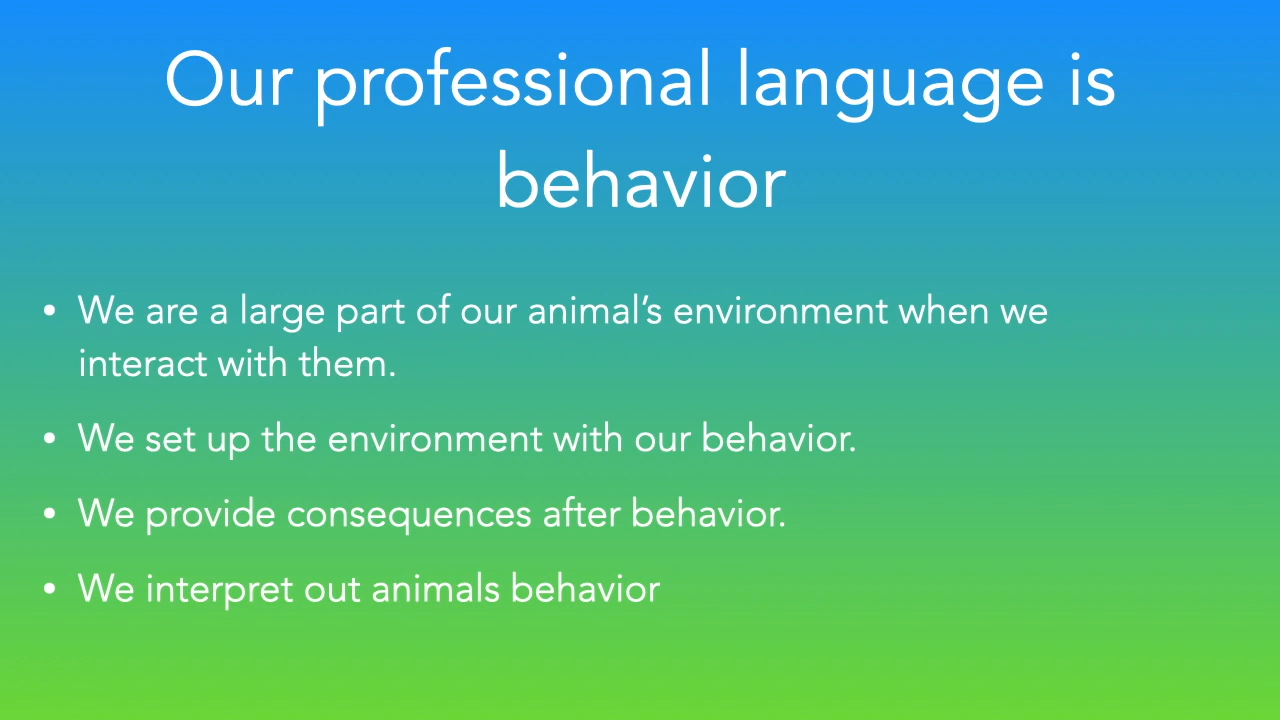 Our professional language is
behavior
• We are a large part of our animal’s environment when we
interact with them.
• We set up the environment with our behavior.
• We provide consequences after behavior.
• We interpret out animals behavior